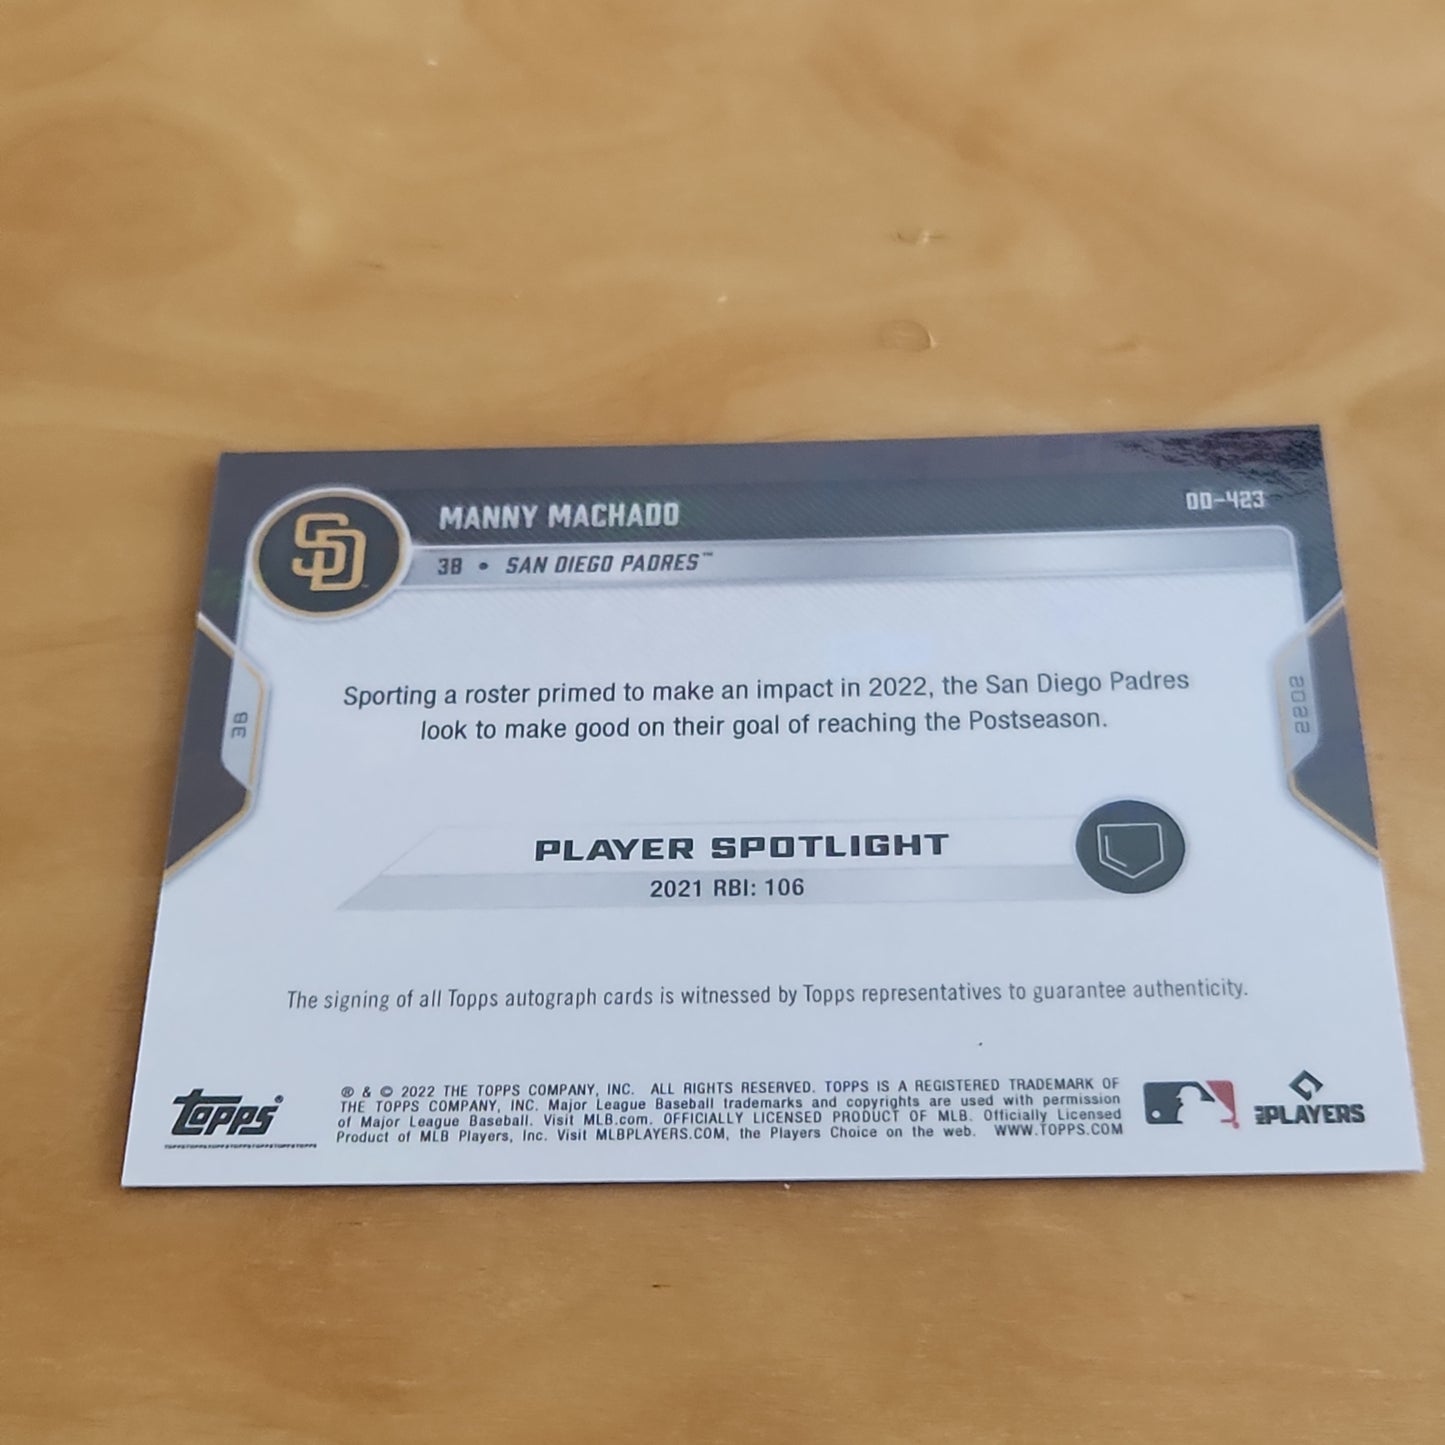 SD
MANNY MACHADO
OD-423
3B • SAN DIEGO PADRES™
3B
2022
Sporting a roster primed to make an impact in 2022, the San Diego Padres
look to make good on their goal of reaching the Postseason.
PLAYER SPOTLIGHT
2021 RBI: 106
The signing of all Topps autograph cards is witnessed by Topps representatives to guarantee authenticity.
Topps®
® & © 2022 THE TOPPS COMPANY, INC. ALL RIGHTS RESERVED. TOPPS IS A REGISTERED TRADEMARK OF
THE TOPPS COMPANY, INC. Major League Baseball trademarks and copyrights are used with permission
of Major League Baseball. Visit MLB.com. OFFICIALLY LICENSED PRODUCT OF MLB. Officially Licensed
Product of MLB Players, Inc. Visit MLBPLAYERS.COM, the Players Choice on the web. WWW.TOPPS.COM
MLB PLAYERS